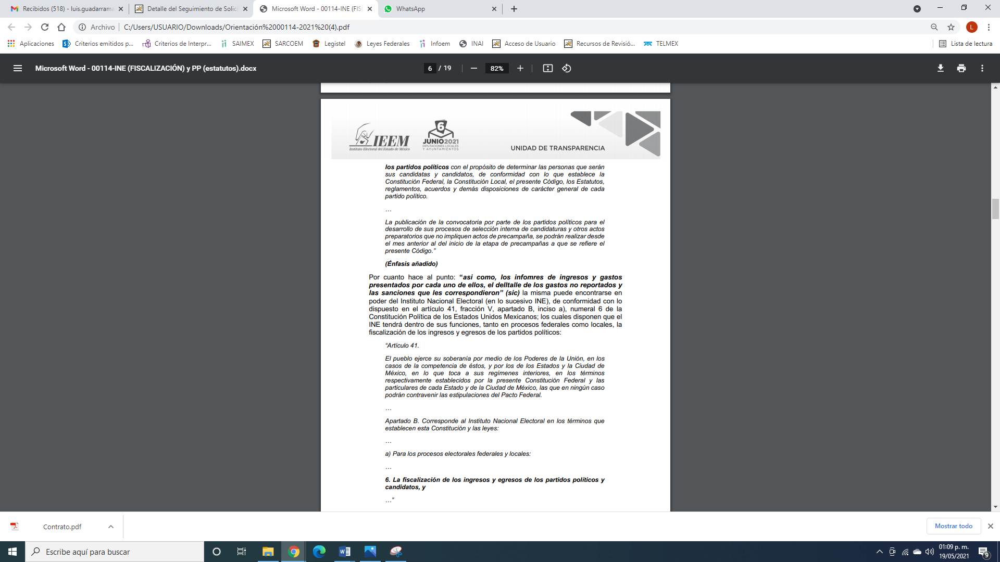 Recibidos (518) - luis.guadarrama
Detalle del Seguimiento de Solici
Microsoft Word - 00114-INE (FIS
WhatsApp
Archivo
C:/Users/USUARIO/Downloads/Orientación%2000114-2021%20(4).pdf
L
Aplicaciones
Criterios emitidos p...
Criterios de Interpr...
SAIMEX
SARCOEM
Legistel
Leyes Federales
Infoem
INAI
Acceso de Usuario
Recursos de Revisió...
TELMEX
Lista de lectura
Microsoft Word - 00114-INE (FISCALIZACIÓN) y PP (estatutos).docx
6 / 19
82%
IEEM
Instituto Electoral del Estado de México
6
JUNIO2021
DIPUTACIONES LOCALES
Y AYUNTAMIENTOS
UNIDAD DE TRANSPARENCIA
los partidos políticos con el propósito de determinar las personas que serán
sus candidatas y candidatos, de conformidad con lo que establece la
Constitución Federal, la Constitución Local, el presente Código, los Estatutos,
reglamentos, acuerdos y demás disposiciones de carácter general de cada
partido político.
…
La publicación de la convocatoria por parte de los partidos políticos para el
desarrollo de sus procesos de selección interna de candidaturas y otros actos
preparatorios que no impliquen actos de precampaña, se podrán realizar desde
el mes anterior al del inicio de la etapa de precampañas a que se refiere el
presente Código.”
(Énfasis añadido)
Por cuanto hace al punto: “asi como, los infomres de ingresos y gastos
presentados por cada uno de ellos, el delltalle de los gastos no reportados y
las sanciones que les correspondieron” (sic) la misma puede encontrarse en
poder del Instituto Nacional Electoral (en lo sucesivo INE), de conformidad con lo
dispuesto en el artículo 41, fracción V, apartado B, inciso a), numeral 6 de la
Constitución Política de los Estados Unidos Mexicanos; los cuales disponen que el
INE tendrá dentro de sus funciones, tanto en procesos federales como locales, la
fiscalización de los ingresos y egresos de los partidos políticos:
“Artículo 41.
El pueblo ejerce su soberanía por medio de los Poderes de la Unión, en los
casos de la competencia de éstos, y por los de los Estados y la Ciudad de
México, en lo que toca a sus regímenes interiores, en los términos
respectivamente establecidos por la presente Constitución Federal y las
particulares de cada Estado y de la Ciudad de México, las que en ningún caso
podrán contravenir las estipulaciones del Pacto Federal.
…
Apartado B. Corresponde al Instituto Nacional Electoral en los términos que
establecen esta Constitución y las leyes:
…
a) Para los procesos electorales federales y locales:
…
6. La fiscalización de los ingresos y egresos de los partidos políticos y
candidatos, y
…”
Contrato.pdf
Mostrar todo
Escribe aquí para buscar
01:09 p. m.
19/05/2021
9